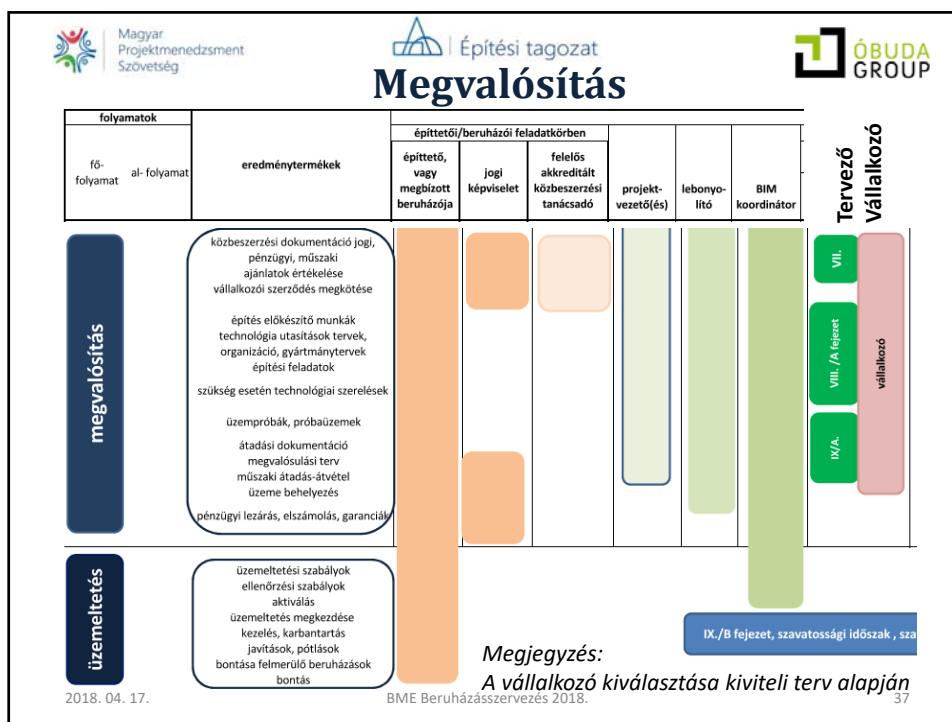 Magyar
Projektmenedzsment
Szövetség
Építési tagozat
ÓBUDA
GROUP
Megvalósítás
folyamatok
fő-
folyamat
al- folyamat
eredménytermékek
építtetői/beruházói feladatkörben
építtető,
vagy
megbízott
beruházója
jogi
képviselet
felelős
akkreditált
közbeszerzési
tanácsadó
projekt-
vezető(és)
lebonyo-
lító
BIM
koordinátor
Tervező
Vállalkozó
megvalósítás
közbeszerzési dokumentáció jogi,
pénzügyi, műszaki
ajánlatok értékelése
vállalkozói szerződés megkötése
építés előkészítő munkák
technológia utasítások tervek,
organizáció, gyártmánytervek
építési feladatok
szükség esetén technológiai szerelések
üzempróbák, próbaüzemek
átadási dokumentáció
megvalósulási terv
műszaki átadás-átvétel
üzeme behelyezés
pénzügyi lezárás, elszámolás, garanciák
VII.
VIII. /A fejezet
IX/A.
vállalkozó
üzemeltetés
üzemeltetési szabályok
ellenőrzési szabályok
aktiválás
üzemeltetés megkezdése
kezelés, karbantartás
javítások, pótlások
bontása felmerülő beruházások
bontás
IX./B fejezet, szavatossági időszak , sza
Megjegyzés:
A vállalkozó kiválasztása kiviteli terv alapján
2018. 04. 17.
BME Beruházásszervezés 2018.
37